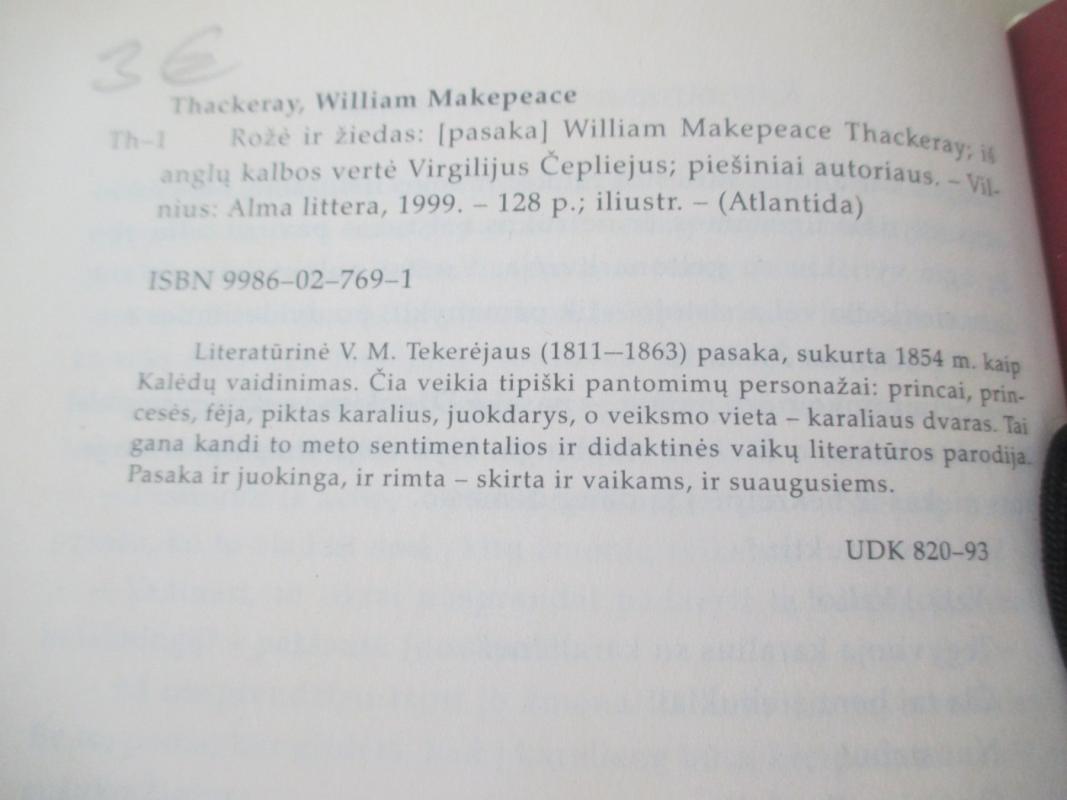 3 €
Thackeray, William Makepeace
Th–1 Rožė ir žiedas: [pasaka] William Makepeace Thackeray; iš
anglų kalbos vertė Virgilijus Čepliejus; piešiniai autoriaus. – Vil-
nius: Alma littera, 1999. – 128 p.; iliustr. – (Atlantida)
ISBN 9986–02–769–1
Literatūrinė V. M. Tekerėjaus (1811—1863) pasaka, sukurta 1854 m. kaip
Kalėdų vaidinimas. Čia veikia tipiški pantomimų personažai: princai, prin-
cesės, fėja, piktas karalius, juokdarys, o veiksmo vieta – karaliaus dvaras. Tai
gana kandi to meto sentimentalios ir didaktinės vaikų literatūros parodija.
Pasaka ir juokinga, ir rimta – skirta ir vaikams, ir suaugusiems.
UDK 820–93